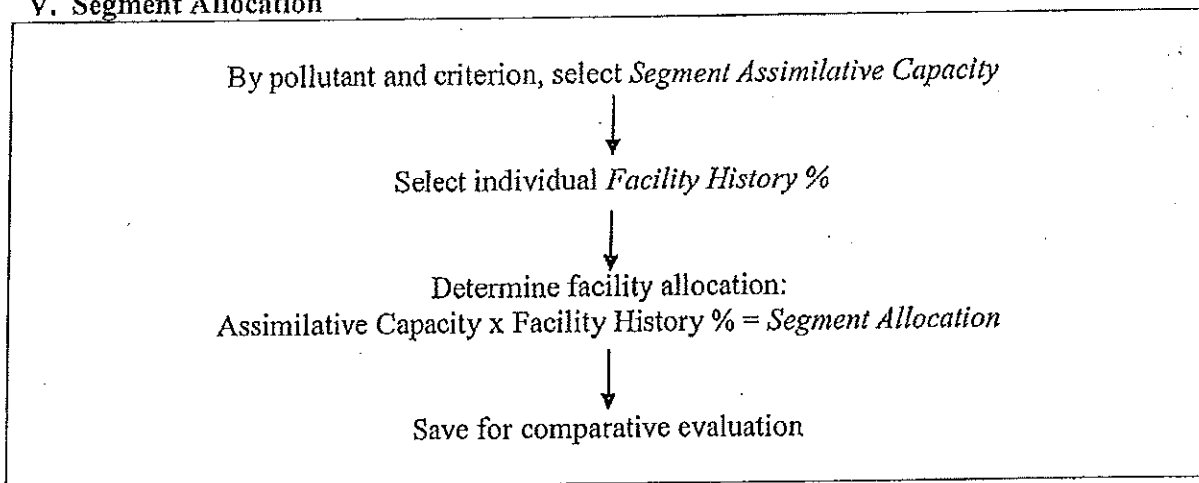 V. Segment Allocation
By pollutant and criterion, select Segment Assimilative Capacity
Select individual Facility History %
Determine facility allocation:
Assimilative Capacity x Facility History % = Segment Allocation
Save for comparative evaluation